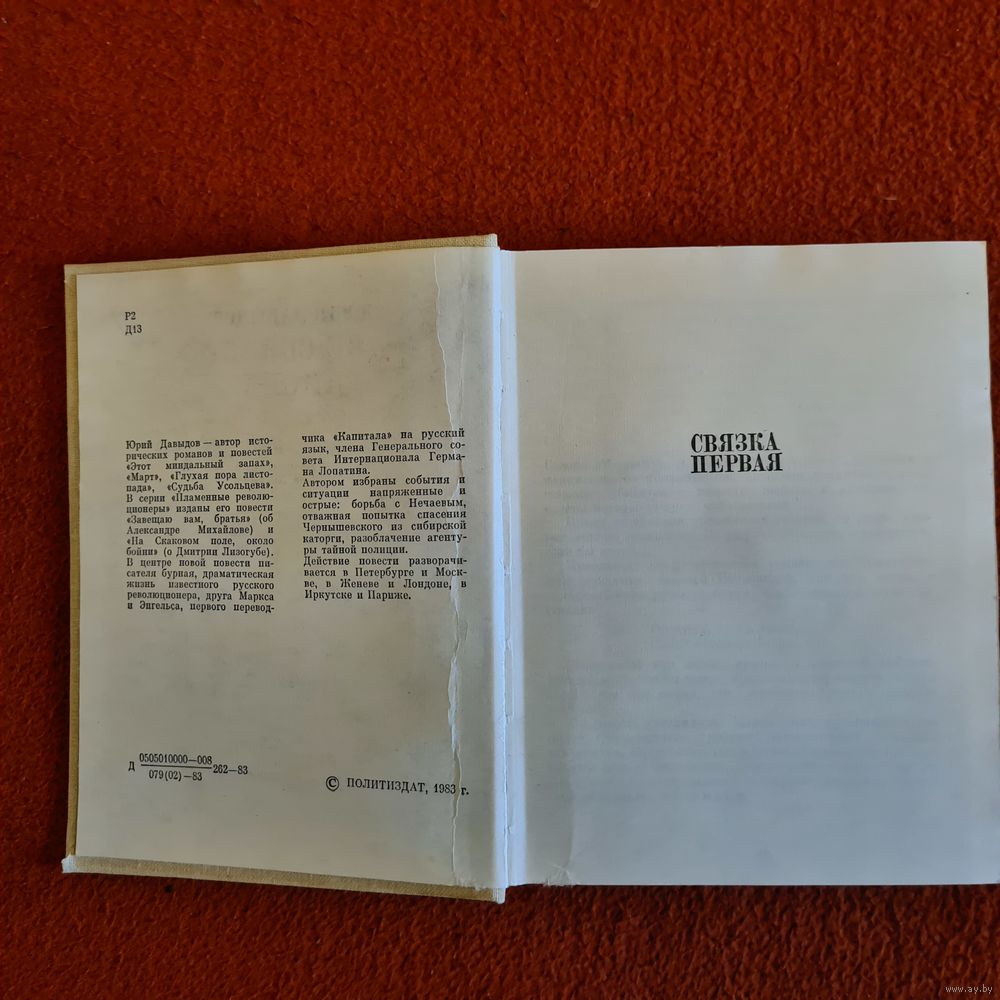 Р2
Д13
Юрий Давыдов — автор исто-
рических романов и повестей
«Этот миндальный запах»,
«Март», «Глухая пора листо-
пада», «Судьба Усольцева».
В серии «Пламенные револю-
ционеры» изданы его повести
«Завещаю вам, братья» (об
Александре Михайлове) и
«На Скаковом поле, около
бойни» (о Дмитрии Лизогубе).
В центре новой повести пи-
сателя бурная, драматическая
жизнь известного русского
революционера, друга Маркса
и Энгельса, первого перевод-
чика «Капитала» на русский
язык, члена Генерального со-
вета Интернационала Герма-
на Лопатина.
Автором избраны события и
ситуации напряженные и
острые: борьба с Нечаевым,
отважная попытка спасения
Чернышевского из сибирской
каторги, разоблачение агенту-
ры тайной полиции.
Действие повести разворачи-
вается в Петербурге и Моск-
ве, в Женеве и Лондоне, в
Иркутске и Париже.
Д 0505010000—008
079(02)—83 262—83
© ПОЛИТИЗДАТ, 1983 г.
СВЯЗКА
ПЕРВАЯ
www.ay.by